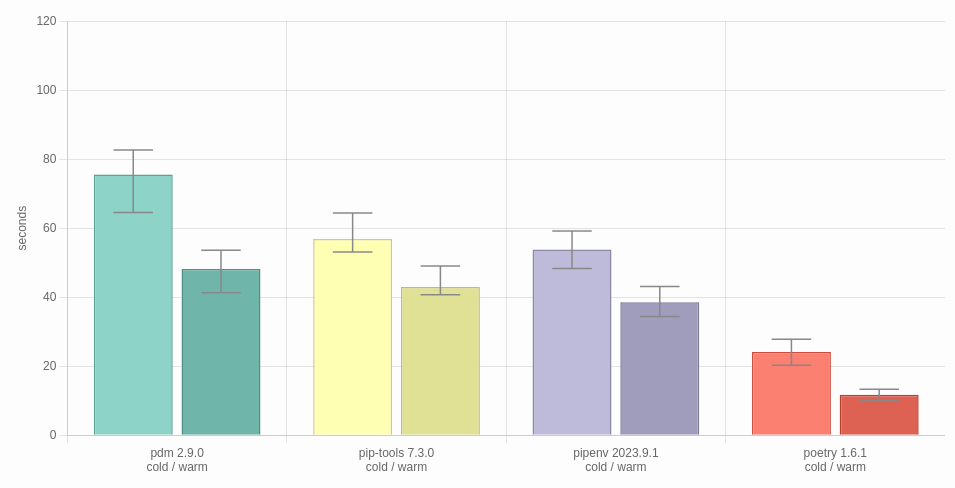 120
100
80
60
40
20
0
seconds
pdm 2.9.0
cold / warm
pip-tools 7.3.0
cold / warm
pipenv 2023.9.1
cold / warm
poetry 1.6.1
cold / warm